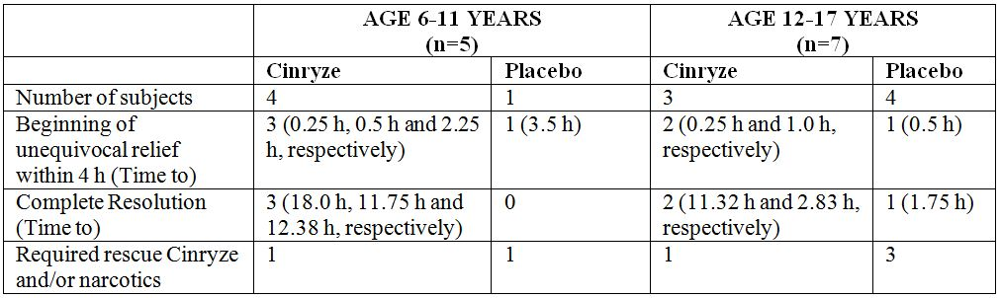 AGE 6-11 YEARS
(n=5)
AGE 12-17 YEARS
(n=7)
Cinryze
Placebo
Cinryze
Placebo
Number of subjects
4
1
3
4
Beginning of
unequivocal relief
within 4 h (Time to)
3 (0.25 h, 0.5 h and 2.25
h, respectively)
1 (3.5 h)
2 (0.25 h and 1.0 h,
respectively)
1 (0.5 h)
Complete Resolution
(Time to)
3 (18.0 h, 11.75 h and
12.38 h, respectively)
0
2 (11.32 h and 2.83 h,
respectively)
1 (1.75 h)
Required rescue Cinryze
and/or narcotics
1
1
1
3